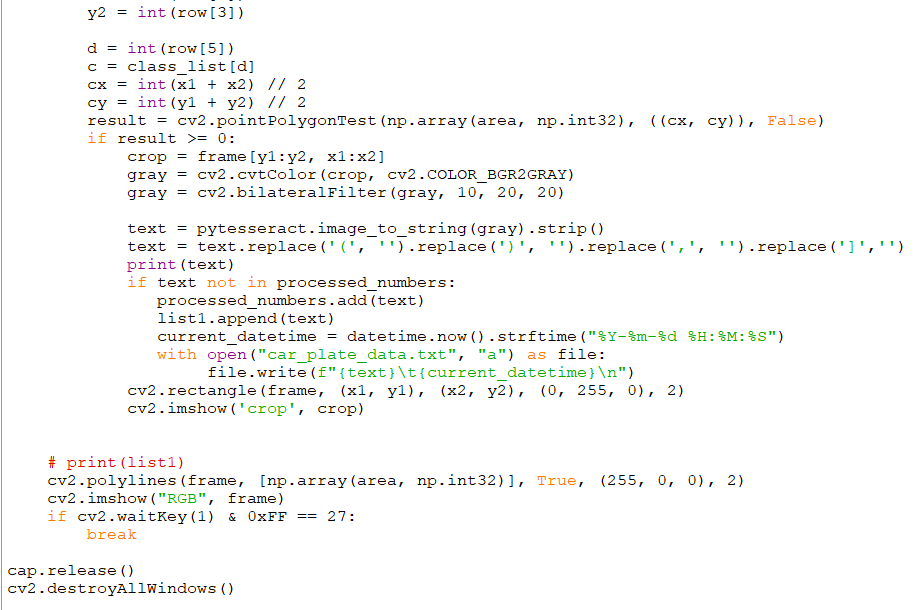 y2 = int(row[3])
d = int(row[5])
c = class_list[d]
cx = int(x1 + x2) // 2
cy = int(y1 + y2) // 2
result = cv2.pointPolygonTest(np.array(area, np.int32), ((cx, cy)), False)
if result >= 0:
crop = frame[y1:y2, x1:x2]
gray = cv2.cvtColor(crop, cv2.COLOR_BGR2GRAY)
gray = cv2.bilateralFilter(gray, 10, 20, 20)
text = pytesseract.image_to_string(gray).strip()
text = text.replace('(', '').replace(')', '').replace(',', '').replace(']','')
print(text)
if text not in processed_numbers:
processed_numbers.add(text)
list1.append(text)
current_datetime = datetime.now().strftime("%Y-%m-%d %H:%M:%S")
with open("car_plate_data.txt", "a") as file:
file.write(f"{text}\t{current_datetime}\n")
cv2.rectangle(frame, (x1, y1), (x2, y2), (0, 255, 0), 2)
cv2.imshow('crop', crop)
# print(list1)
cv2.polylines(frame, [np.array(area, np.int32)], True, (255, 0, 0), 2)
cv2.imshow("RGB", frame)
if cv2.waitKey(1) & 0xFF == 27:
break
cap.release()
cv2.destroyAllWindows()